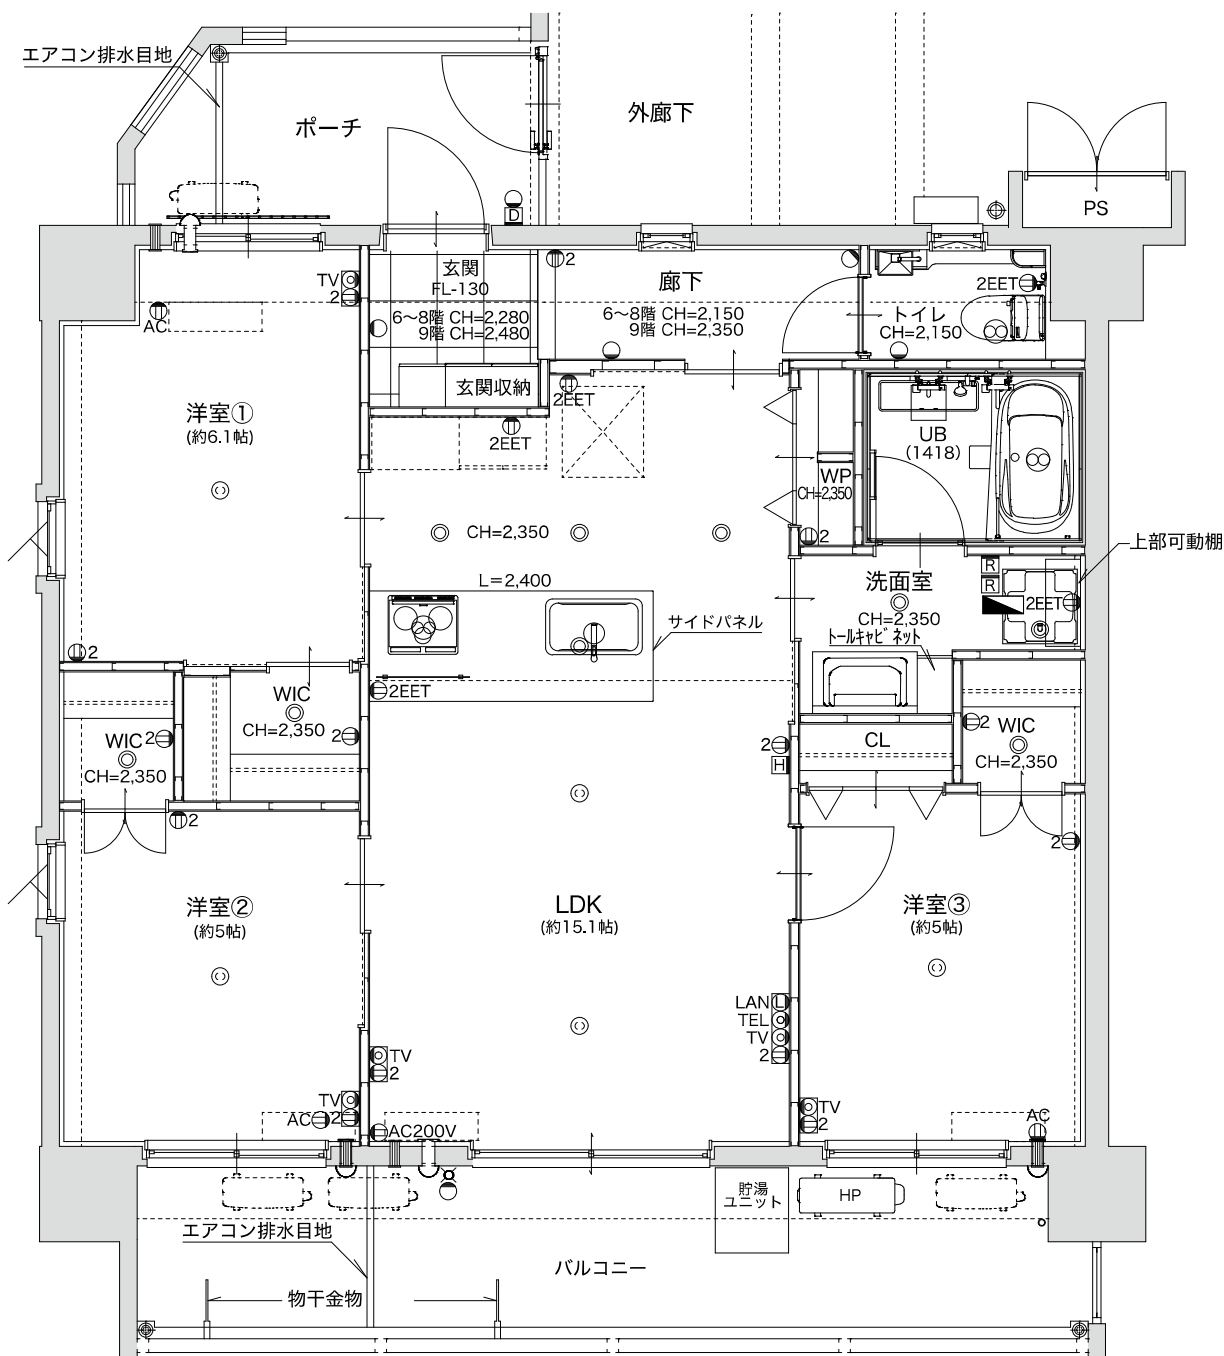 エアコン排水目地
ポーチ
外廊下
PS
D
玄関
FL-130
6〜8階 CH=2,280
9階 CH=2,480
玄関収納
2
廊下
6〜8階 CH=2,150
9階 CH=2,350
2EET
トイレ
CH=2,150
TV
2
AC
洋室①
(約6.1帖)
2EET
2EET
UB
(1418)
WP
CH=2,350
2
CH=2,350
L=2,400
上部可動棚
洗面室
CH=2,350
R
R
2EET
トールキャビネット
サイドパネル
2EET
2
WIC
CH=2,350
2
WIC
CH=2,350
2
2
H
CL
2
WIC
CH=2,350
2
2
洋室②
(約5帖)
LDK
(約15.1帖)
洋室③
(約5帖)
LAN L
TEL
TV
2
TV
2
TV
2
AC
AC200V
TV
2
AC
貯湯
ユニット
HP
エアコン排水目地
バルコニー
物干金物